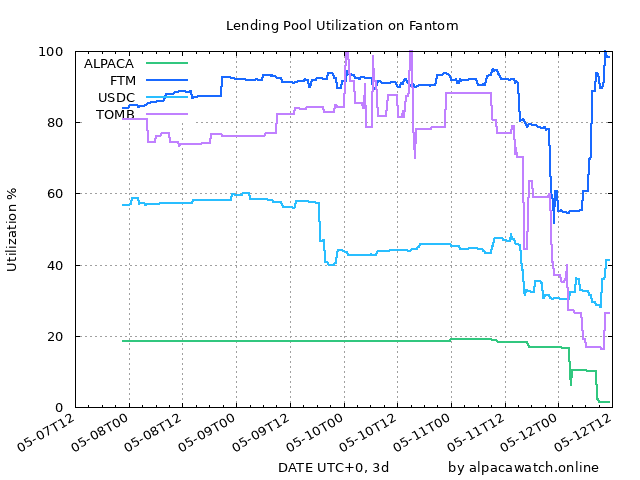 Lending Pool Utilization on Fantom
100
80
60
40
20
0
Utilization %
ALPACA
FTM
USDC
TOMB
05-07T12
05-08T00
05-08T12
05-09T00
05-09T12
05-10T00
05-10T12
05-11T00
05-11T12
05-12T00
05-12T12
DATE UTC+0, 3d
by alpacawatch.online